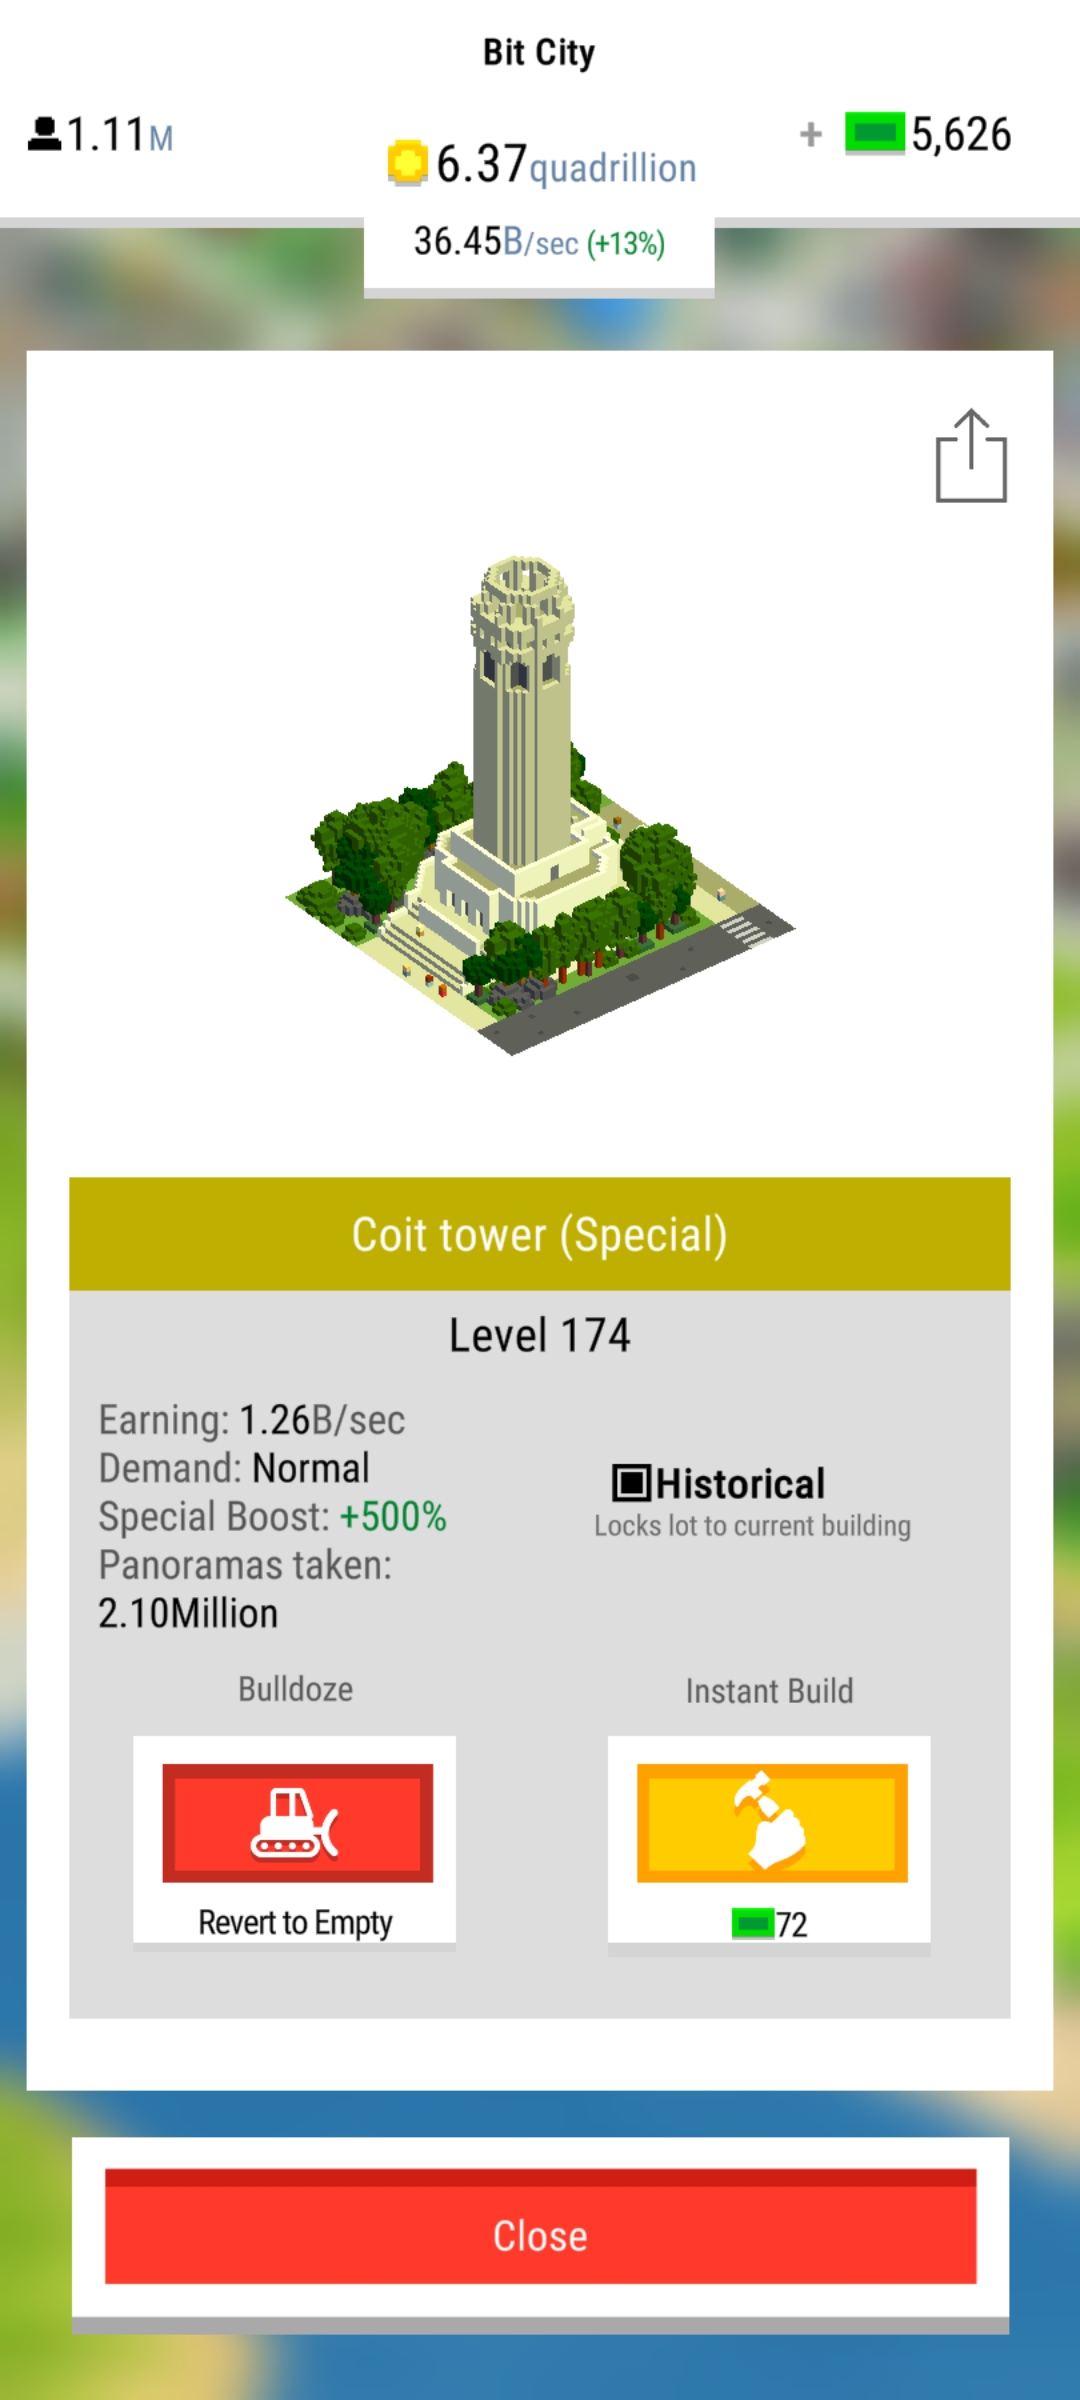 Bit City
1.11M
6.37quadrillion
+ 5,626
36.45B/sec (+13%)
Coit tower (Special)
Level 174
Earning: 1.26B/sec
Demand: Normal
Special Boost: +500%
Panoramas taken:
2.10Million
Historical
Locks lot to current building
Bulldoze
Instant Build
Revert to Empty
72
Close